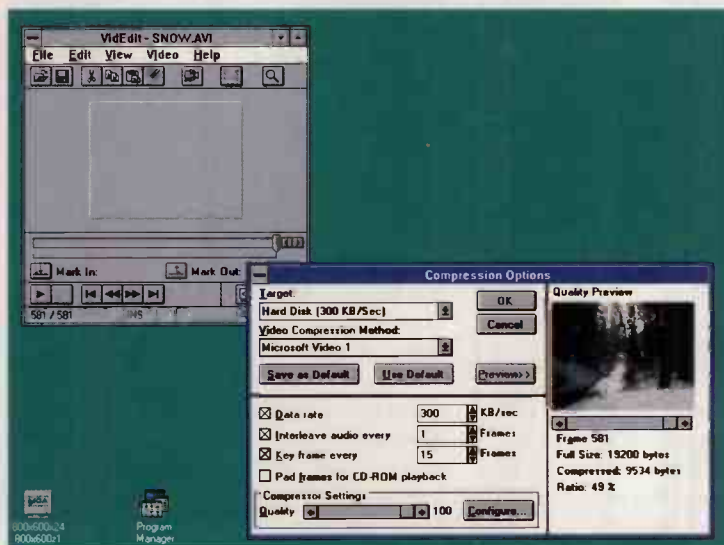 VidEdit - SNOW.AVI
File Edit View Video Help
Mark In: Mark Out:
581 / 581 INS
Compression Options
Target:
Hard Disk (300 KB/Sec)
Video Compression Method:
Microsoft Video 1
OK
Cancel
Save as Default Use Default Preview>>
Data rate 300 KB/sec
Interleave audio every 1 Frames
Key frame every 15 Frames
Pad frames for CD-ROM playback
Compressor Settings
Quality 100 Configure...
Quality Preview
Frame 581
Full Size: 19200 bytes
Compressed: 9534 bytes
Ratio: 49 %
MGA
800x600x24
800x600z1
Program
Manager